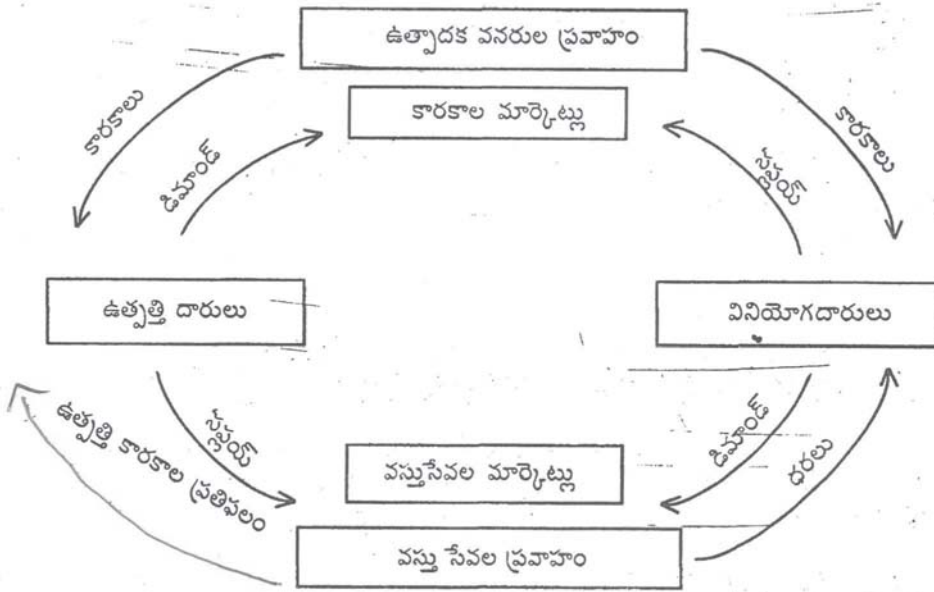 ఉత్పాదక వనరుల ప్రవాహం
కారకాల మార్కెట్లు
కారకాలు
డిమాండ్
సప్లయ్
కారకాలు
ఉత్పత్తి దారులు
వినియోగదారులు
ఉత్పత్తి కారకాల ప్రతిఫలం
సప్లయ్
డిమాండ్
ధరలు
వస్తుసేవల మార్కెట్లు
వస్తు సేవల ప్రవాహం